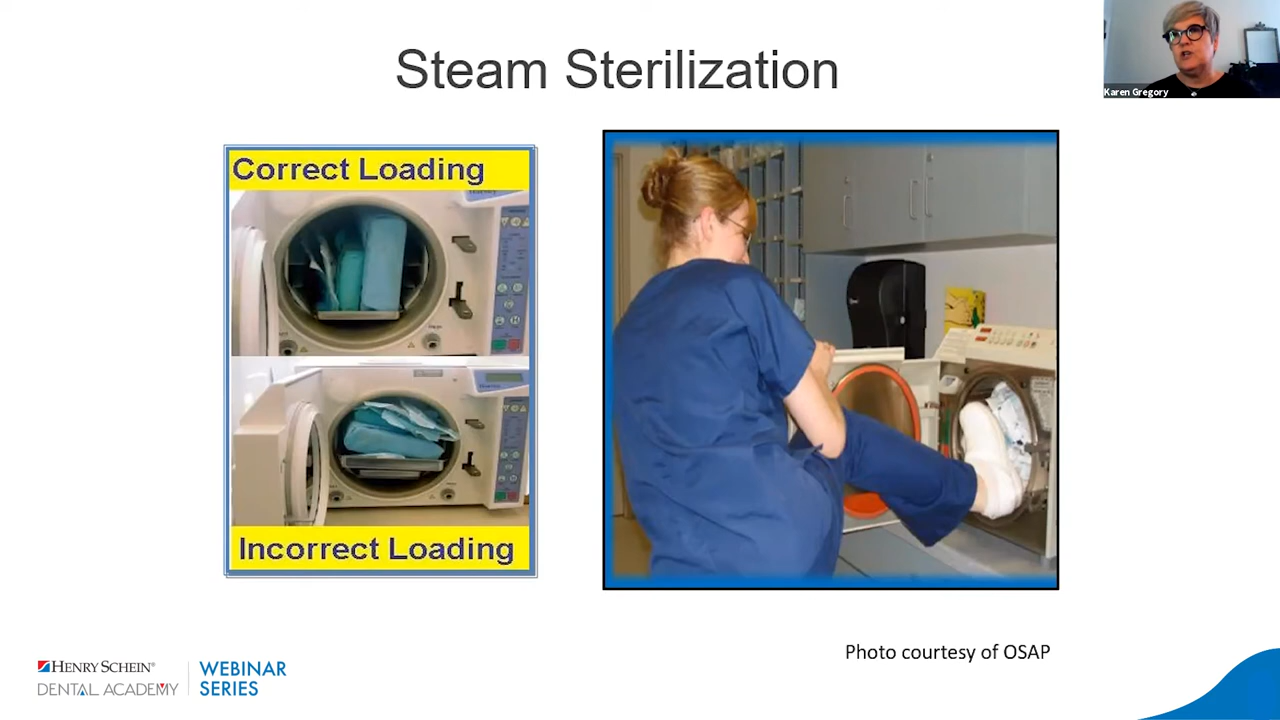 Steam Sterilization
Karen Gregory
Correct Loading
Incorrect Loading
Photo courtesy of OSAP
HENRY SCHEIN®
DENTAL ACADEMY
WEBINAR
SERIES